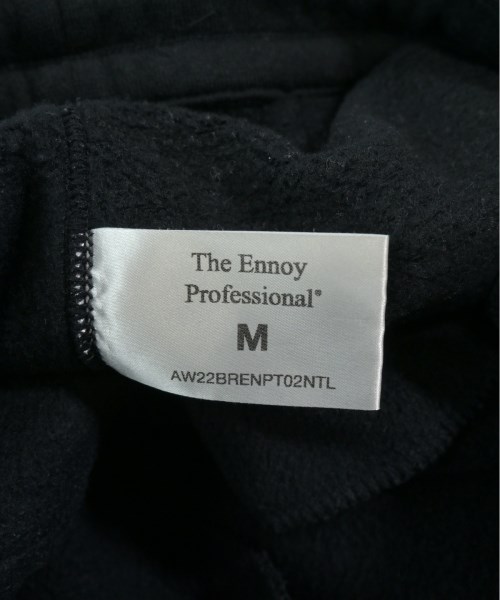 The Ennoy
Professional®
M
AW22BRENPT02NTL